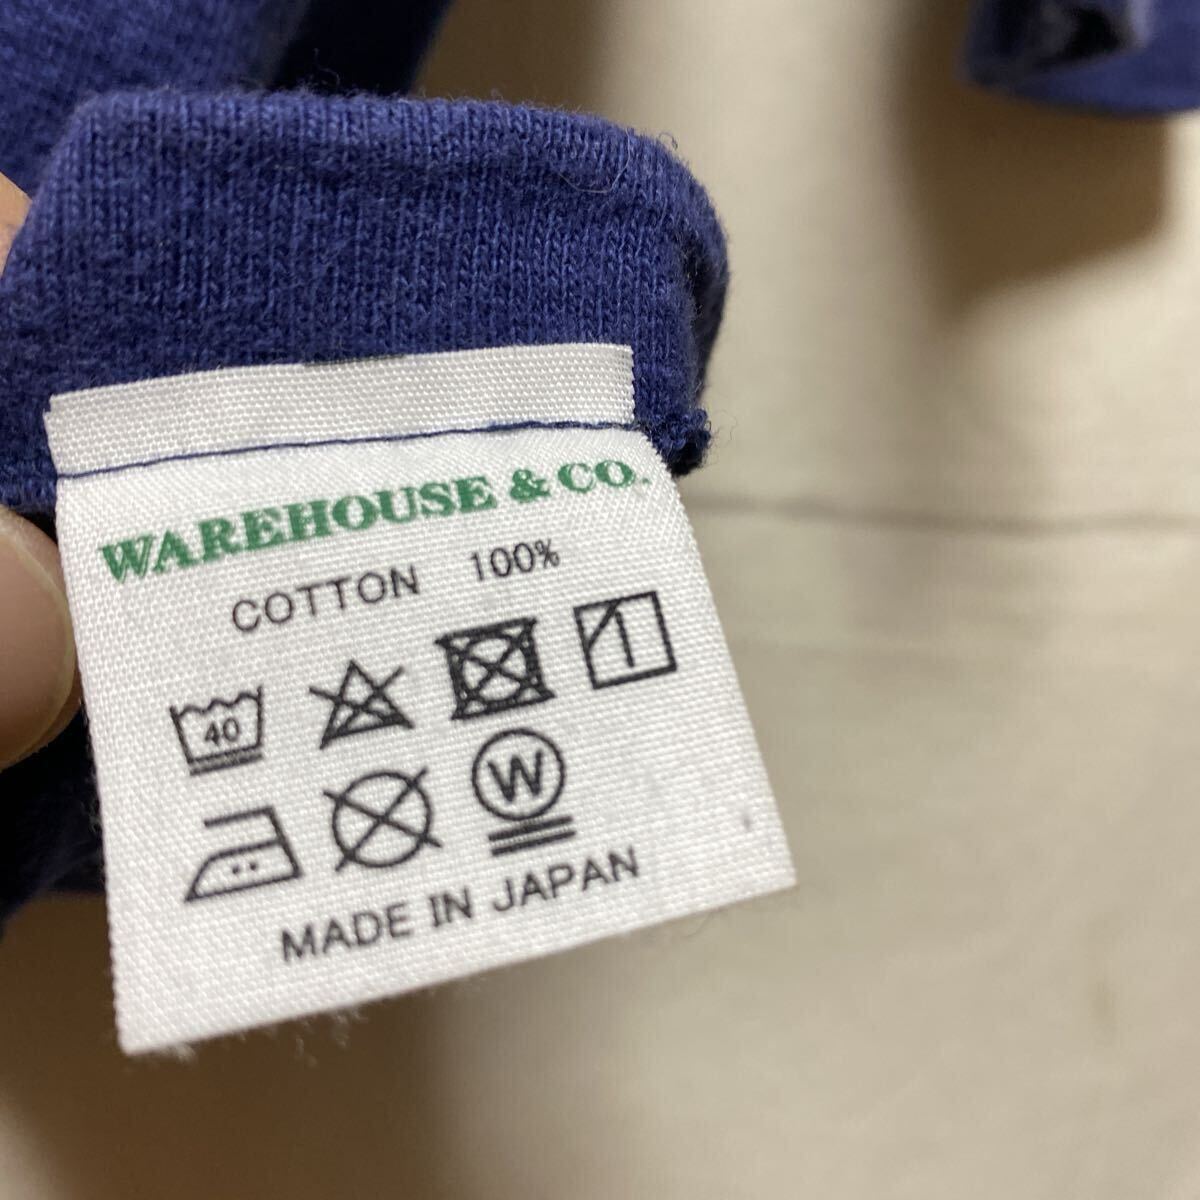 WAREHOUSE & CO.
COTTON 100%
40
W
MADE IN JAPAN